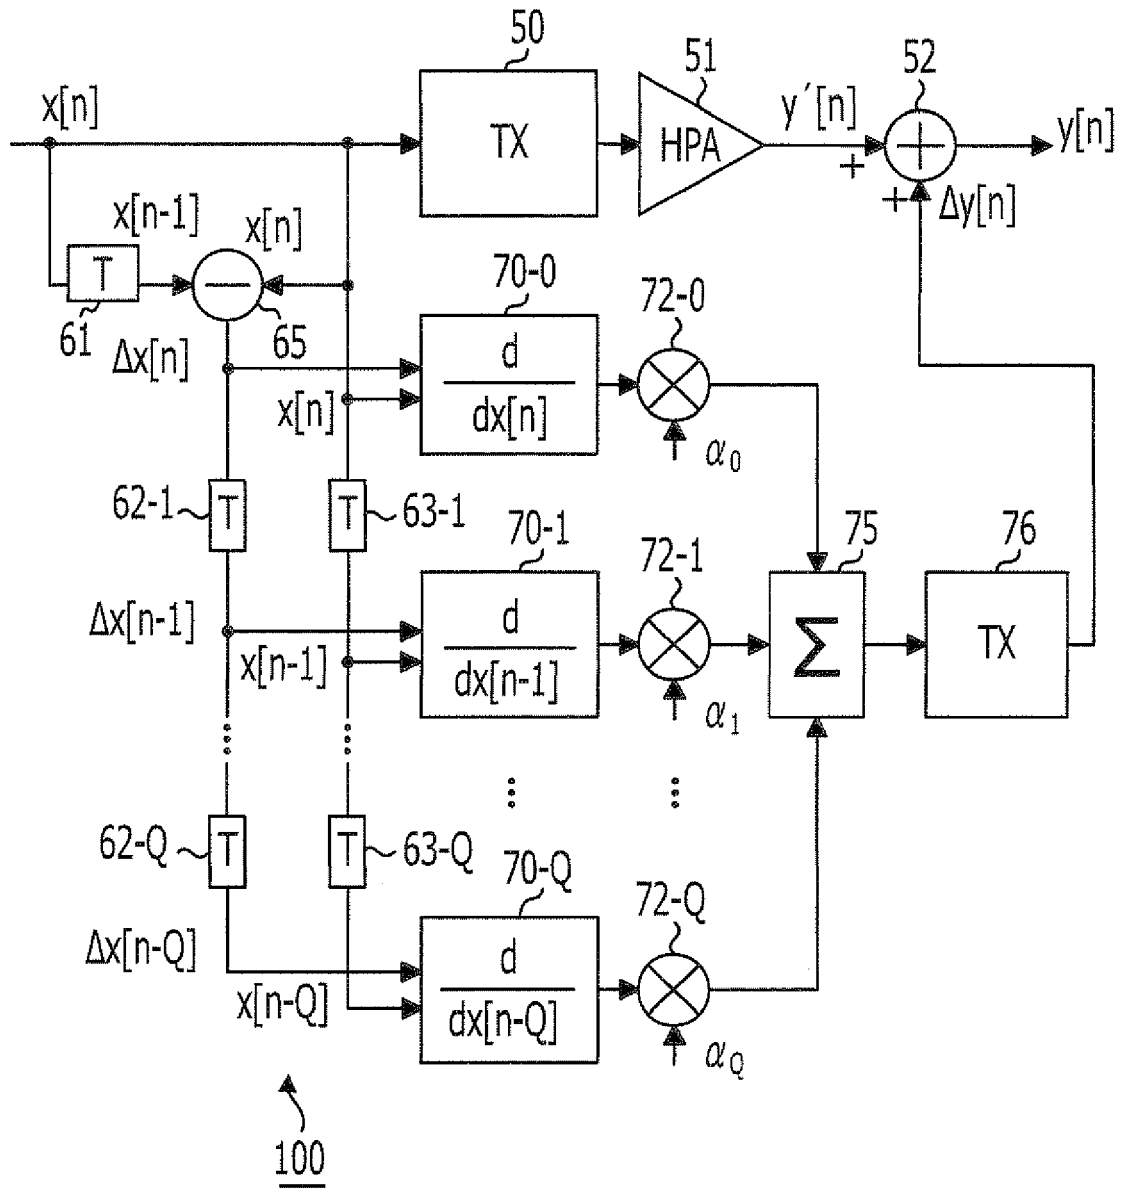 50
51
52
x[n]
TX
HPA
y´[n]
+
y[n]
+
Δy[n]
x[n-1]
x[n]
T
−
61
65
70-0
72-0
Δx[n]
x[n]
d
dx[n]
α0
62-1
T
T
63-1
70-1
72-1
75
76
Δx[n-1]
x[n-1]
d
dx[n-1]
α1
Σ
TX
62-Q
T
T
63-Q
70-Q
72-Q
Δx[n-Q]
x[n-Q]
d
dx[n-Q]
αQ
100